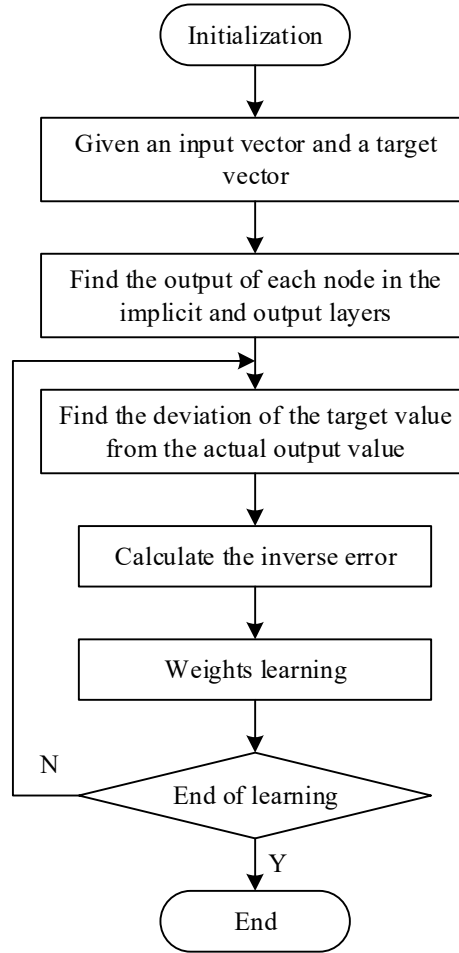 Initialization
Given an input vector and a target
vector
Find the output of each node in the
implicit and output layers
Find the deviation of the target value
from the actual output value
Calculate the inverse error
Weights learning
N
End of learning
Y
End